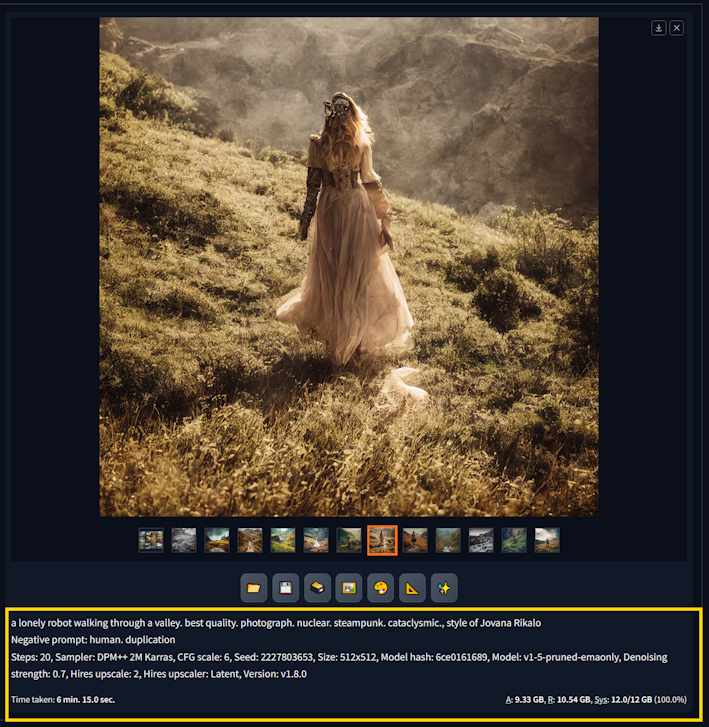 a lonely robot walking through a valley. best quality. photograph. nuclear. steampunk. cataclysmic., style of Jovana Rikalo
Negative prompt: human. duplication
Steps: 20, Sampler: DPM++ 2M Karras, CFG scale: 6, Seed: 2227803653, Size: 512x512, Model hash: 6ce0161689, Model: v1-5-pruned-emaonly, Denoising
strength: 0.7, Hires upscale: 2, Hires upscaler: Latent, Version: v1.8.0
Time taken: 6 min. 15.0 sec. A: 9.33 GB, R: 10.54 GB, Sys: 12.0/12 GB (100.0%)